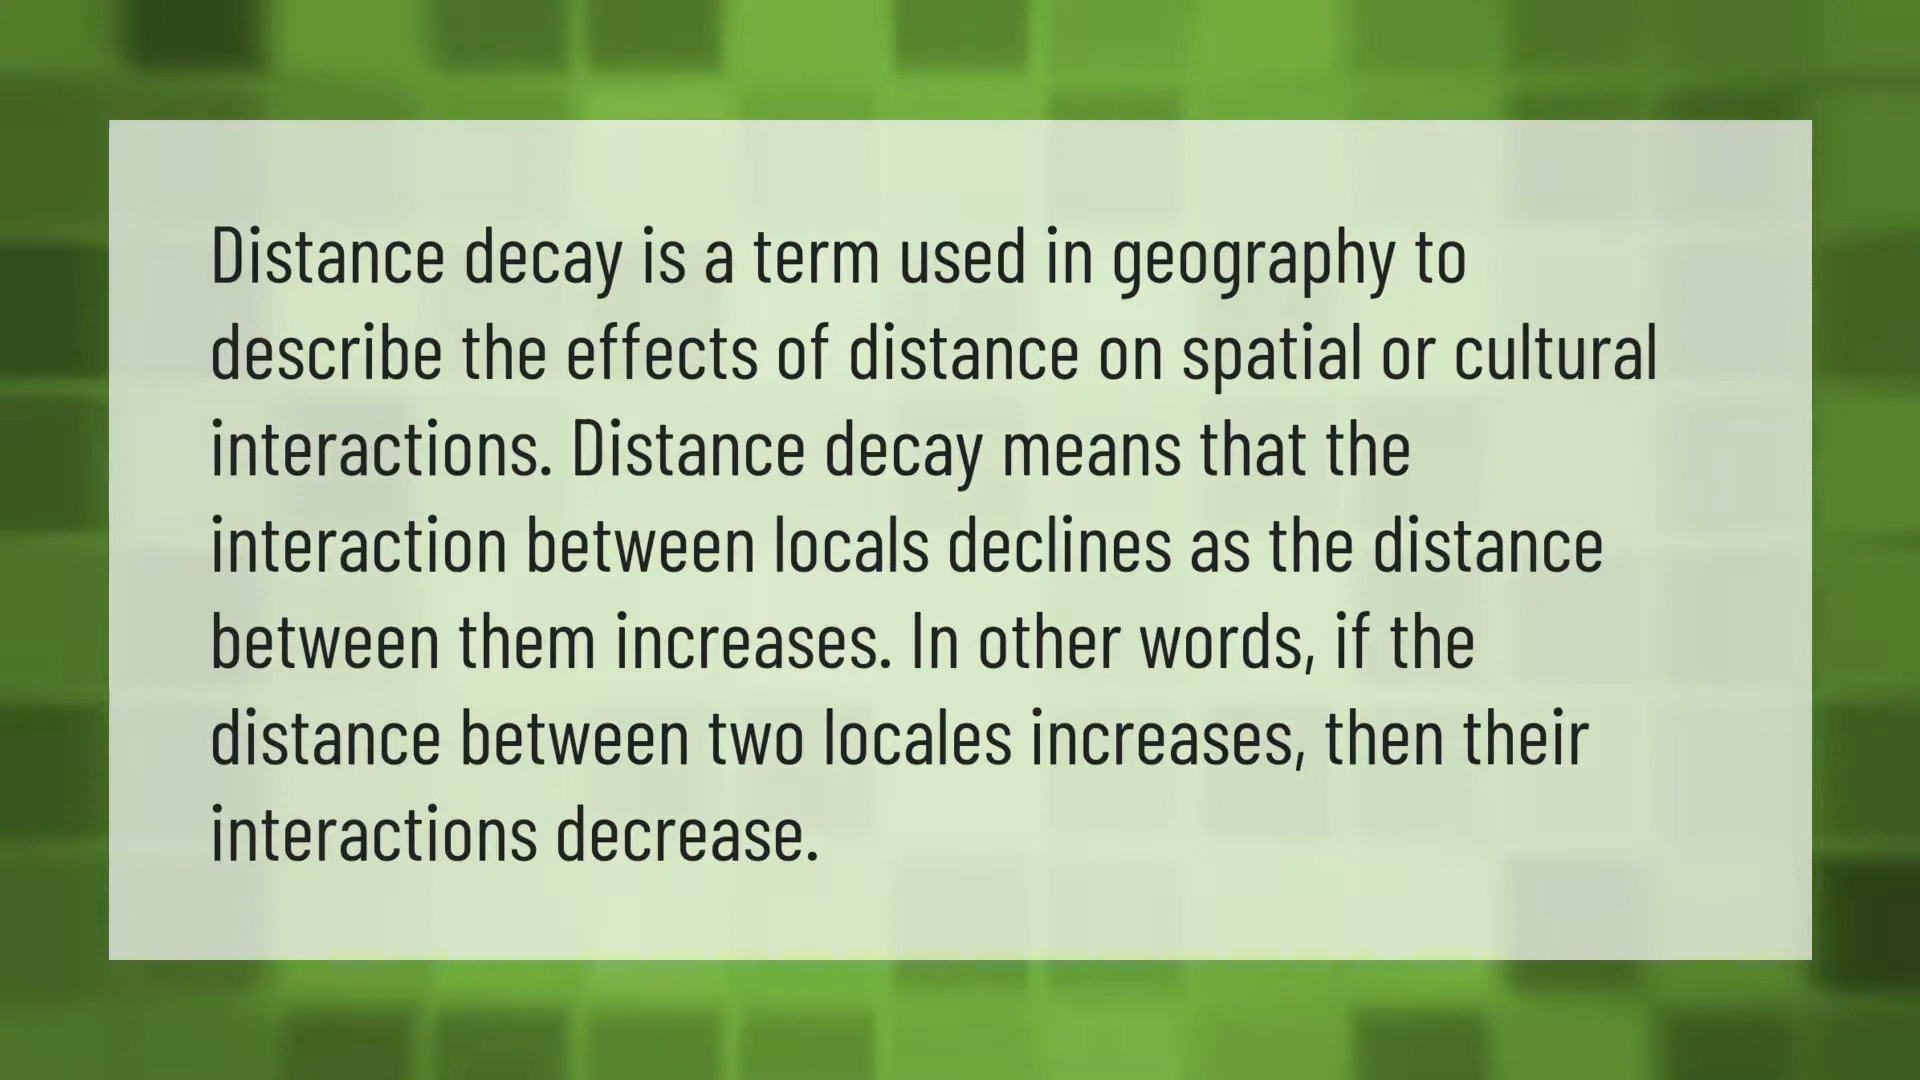 Distance decay is a term used in geography to
describe the effects of distance on spatial or cultural
interactions. Distance decay means that the
interaction between locals declines as the distance
between them increases. In other words, if the
distance between two locales increases, then their
interactions decrease.